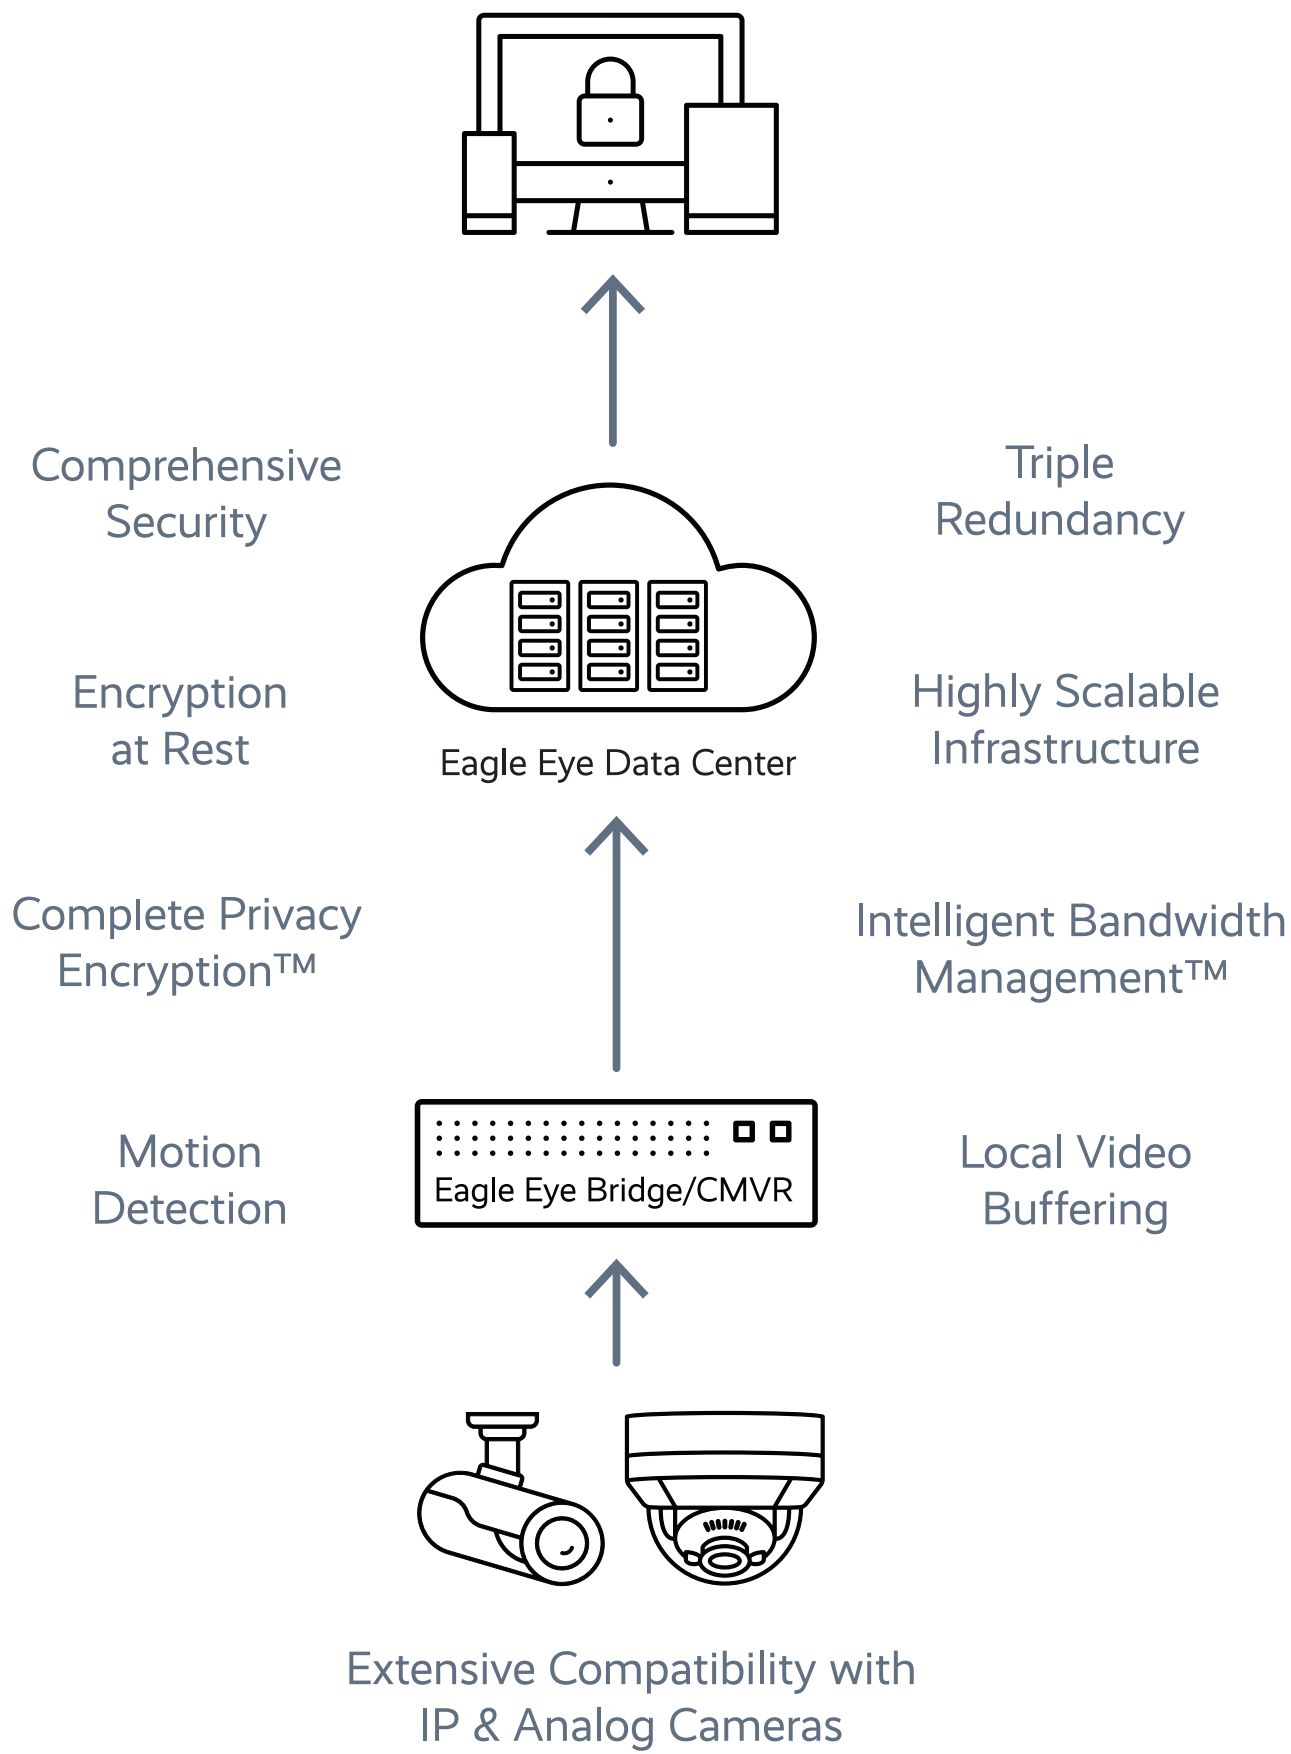 Comprehensive
Security
Triple
Redundancy
Encryption
at Rest
Highly Scalable
Infrastructure
Eagle Eye Data Center
Complete Privacy
Encryption™
Intelligent Bandwidth
Management™
Motion
Detection
Eagle Eye Bridge/CMVR
Local Video
Buffering
Extensive Compatibility with
IP & Analog Cameras